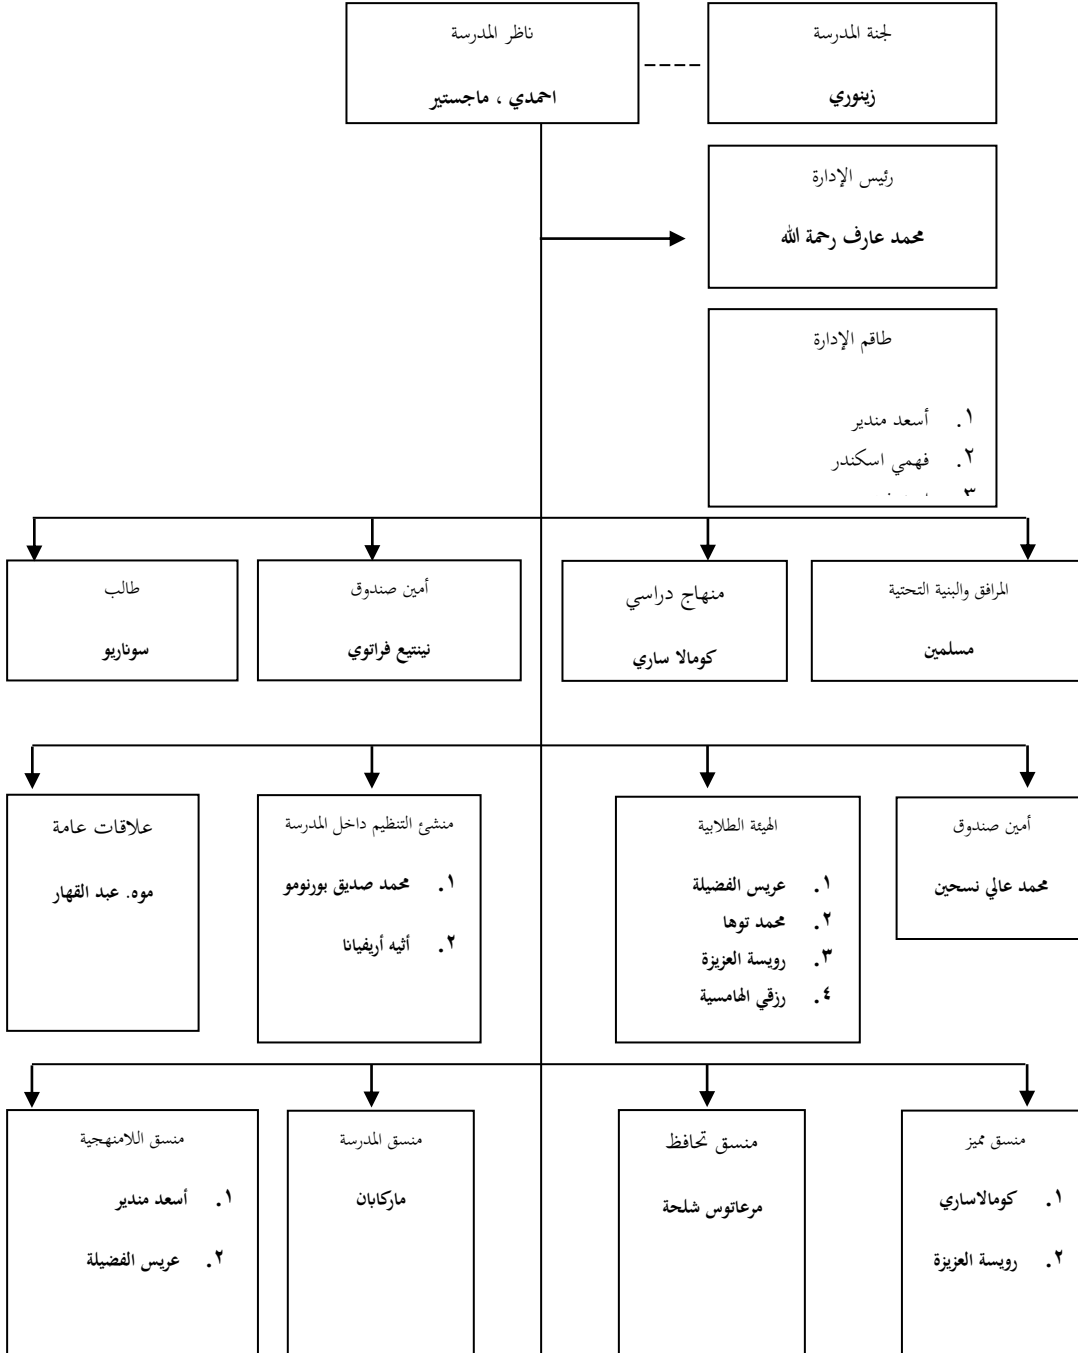 لجنة المدرسة
زينوري
ناظر المدرسة
احمدي ، ماجستير
رئيس الإدارة
محمد عارف رحمة الله
طاقم الإدارة
١. أسعد مندير
٢. فهمي اسكندر
٣.
المرافق والبنية التحتية
مسلمين
منهاج دراسي
كومالا ساري
أمين صندوق
نينتيع فراتوي
طالب
سوناريو
أمين صندوق
محمد عالي نسحين
الهيئة الطلابية
١. عريس الفضيلة
٢. محمد توها
٣. رويسة العزيزة
٤. رزقي الهامسية
منشئ التنظيم داخل المدرسة
١. محمد صديق بورنومو
٢. أثيه أريفيانا
علاقات عامة
موه. عبد القهار
منسق مميز
١. كومالاساري
٢. رويسة العزيزة
منسق تحافظ
مرعاتوس شلحة
منسق المدرسة
ماركابان
منسق اللامنهجية
١. أسعد مندير
٢. عريس الفضيلة